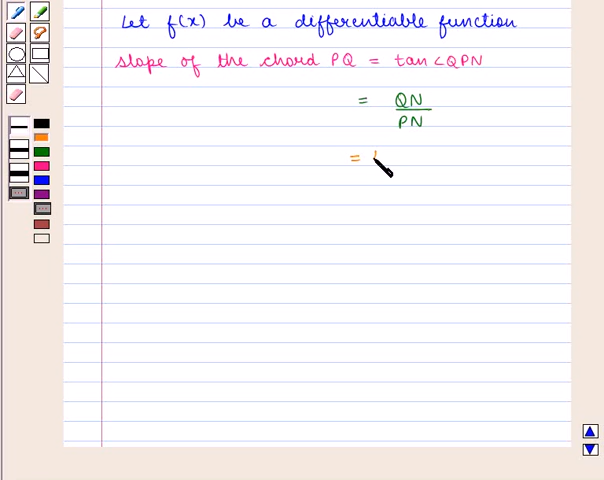 Let f(x) be a differentiable function
slope of the chord PQ = tan ∠QPN
= QN
PN
=